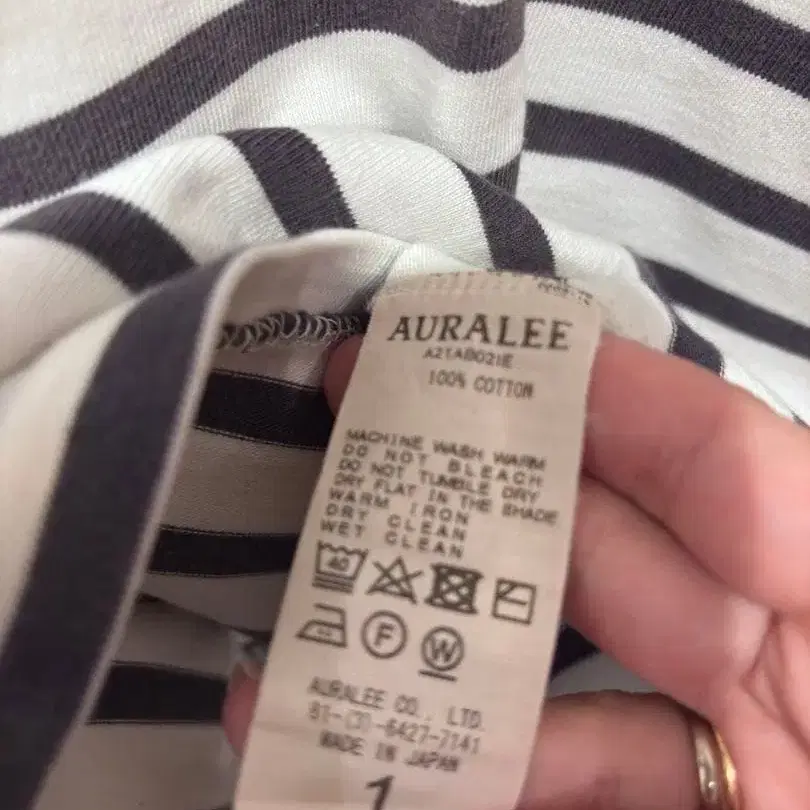 AURALEE
A21AB02IE
100% COTTON
MACHINE WASH WARM
DO NOT BLEACH
DO NOT TUMBLE DRY
DRY FLAT IN THE SHADE
WARM IRON
DRY CLEAN
WET CLEAN
40
F W
AURALEE CO., LTD.
81-(3)-6427-7141
MADE IN JAPAN
1